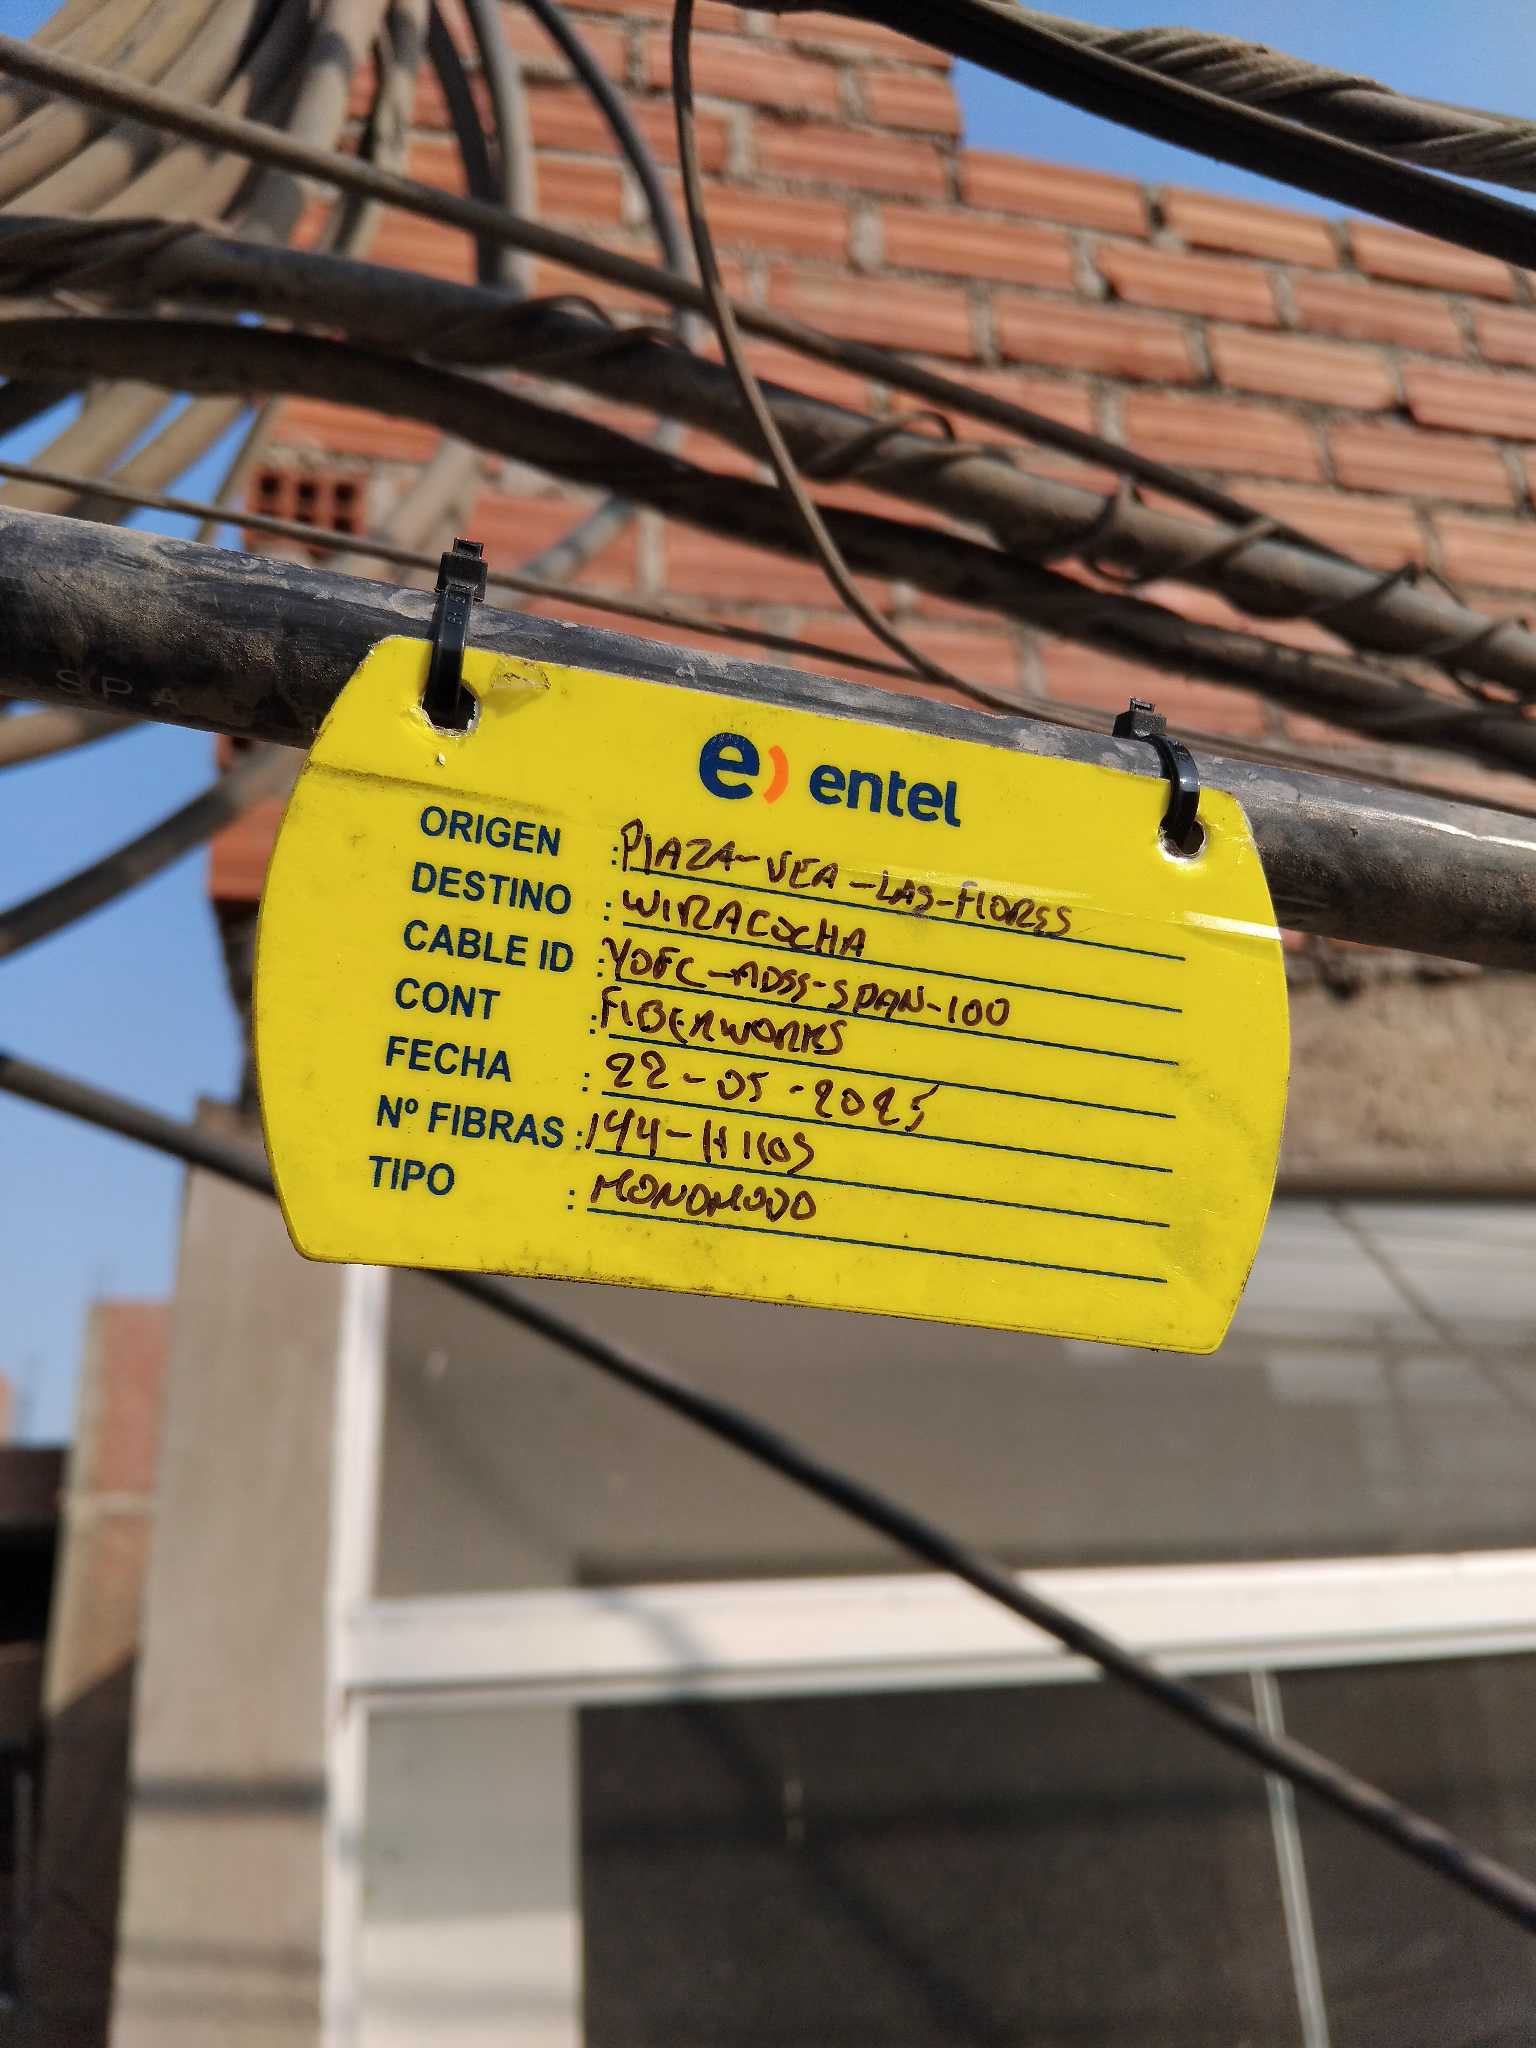 e) entel
ORIGEN : PlAZA-VEA-LAS-FlORES
DESTINO : WIRACOCHA
CABLE ID : YOFC-ADSS-SPAN-100
CONT : FIBERWORKS
FECHA : 22-05-2025
Nº FIBRAS : 144-HIlOS
TIPO : MONOMODO
SPA